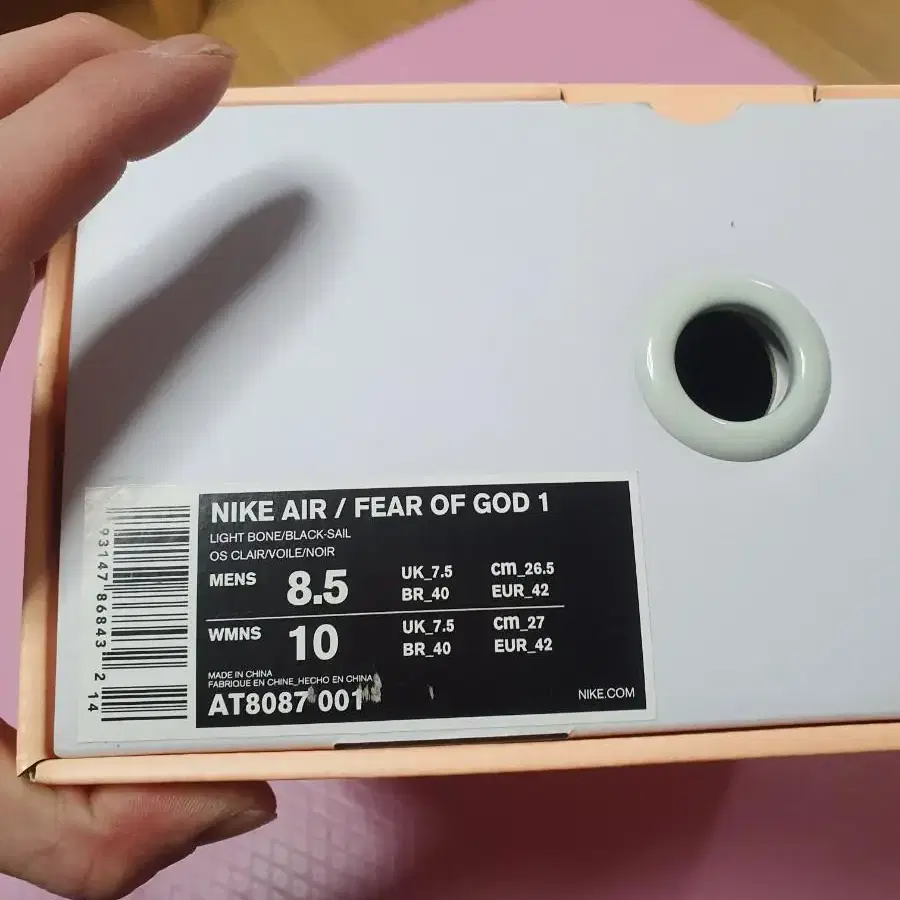 NIKE AIR / FEAR OF GOD 1
LIGHT BONE/BLACK-SAIL
OS CLAIR/VOILE/NOIR
MENS 8.5 UK_7.5 cm_26.5
BR_40 EUR_42
WMNS 10 UK_7.5 cm_27
BR_40 EUR_42
MADE IN CHINA
FABRIQUE EN CHINE_HECHO EN CHINA
AT8087 001
NIKE.COM
93147 86843 2 14